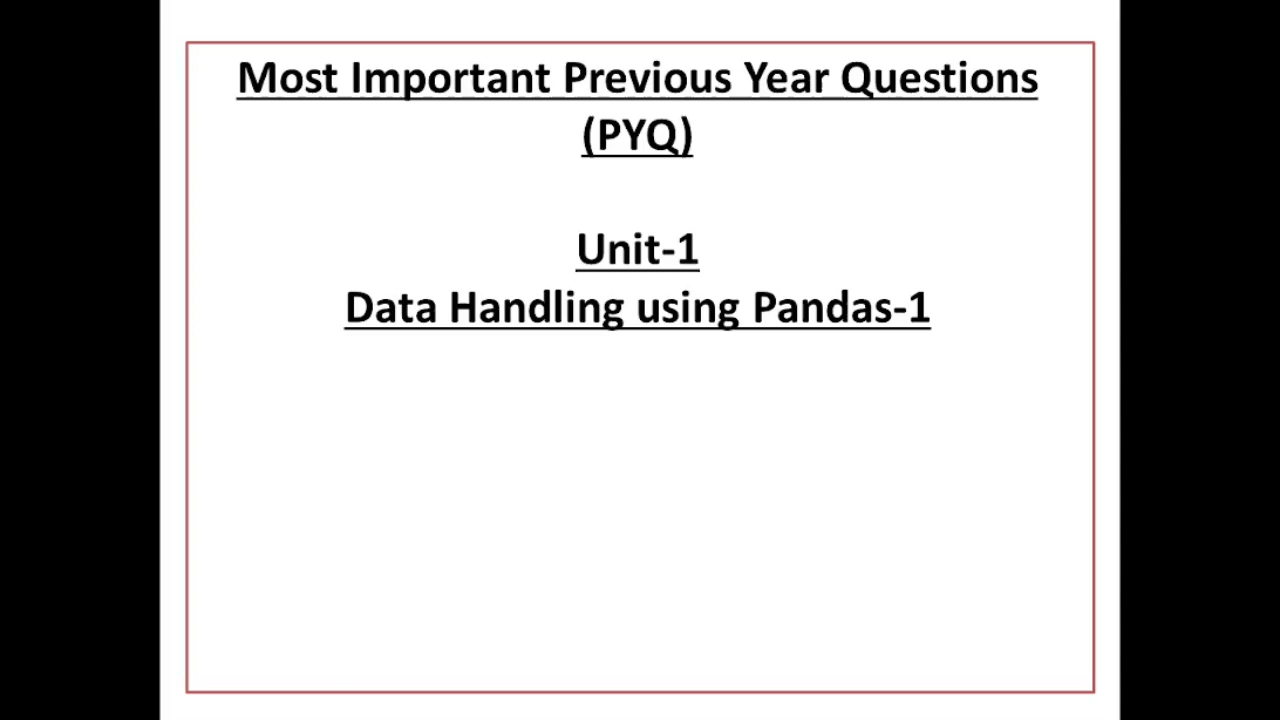 Most Important Previous Year Questions
(PYQ)
Unit-1
Data Handling using Pandas-1